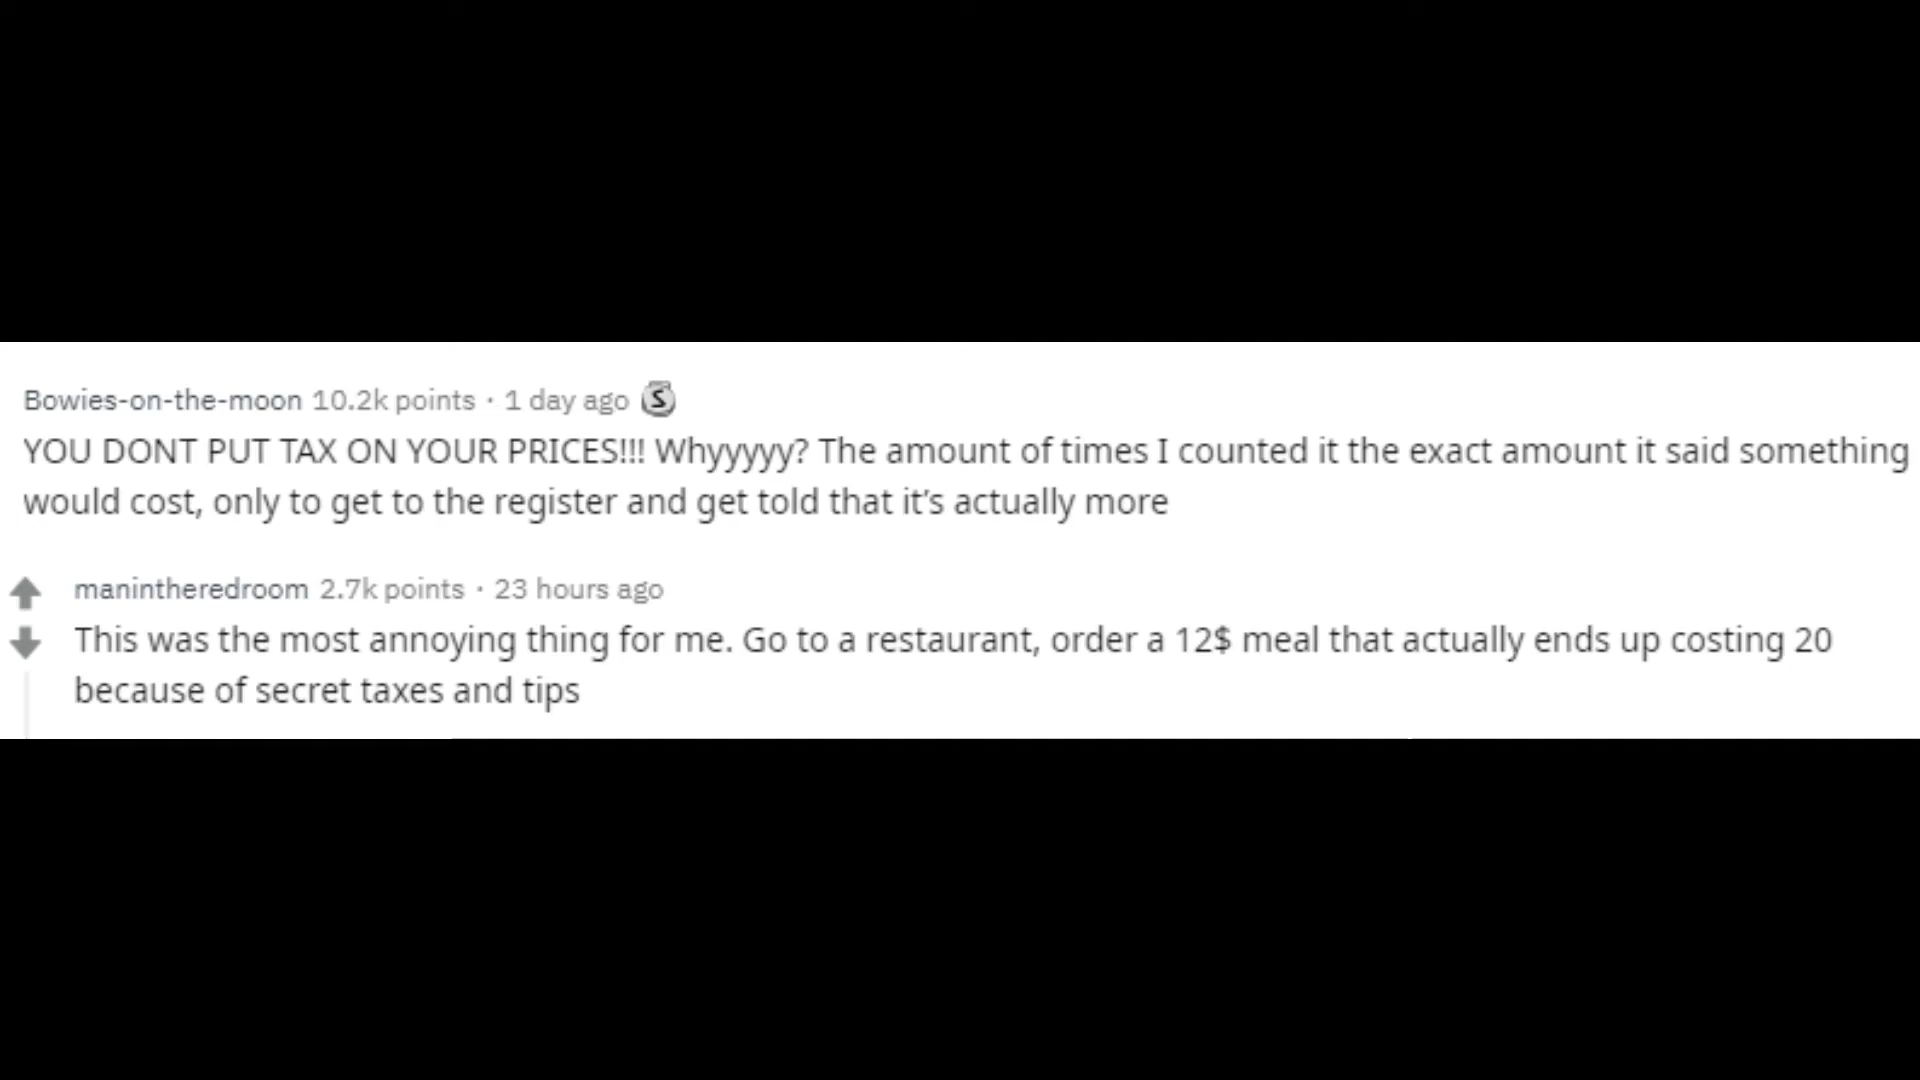 Bowies-on-the-moon 10.2k points · 1 day ago S
YOU DONT PUT TAX ON YOUR PRICES!!! Whyyyyy? The amount of times I counted it the exact amount it said something
would cost, only to get to the register and get told that it's actually more
manintheredroom 2.7k points · 23 hours ago
This was the most annoying thing for me. Go to a restaurant, order a 12$ meal that actually ends up costing 20
because of secret taxes and tips